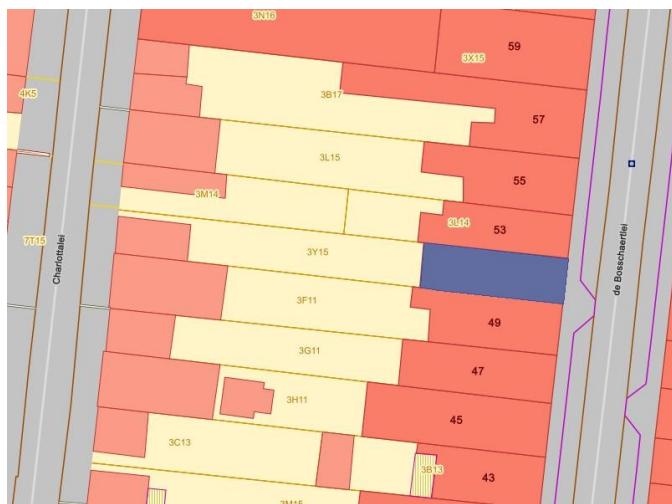 3N16
59
3X15
4K5
3B17
57
3L15
55
3M14
3L14
53
7T15
Charlottalei
3Y15
de Bosschaertlei
3F11
49
3G11
47
3H11
45
3C13
3B13
43
3M15